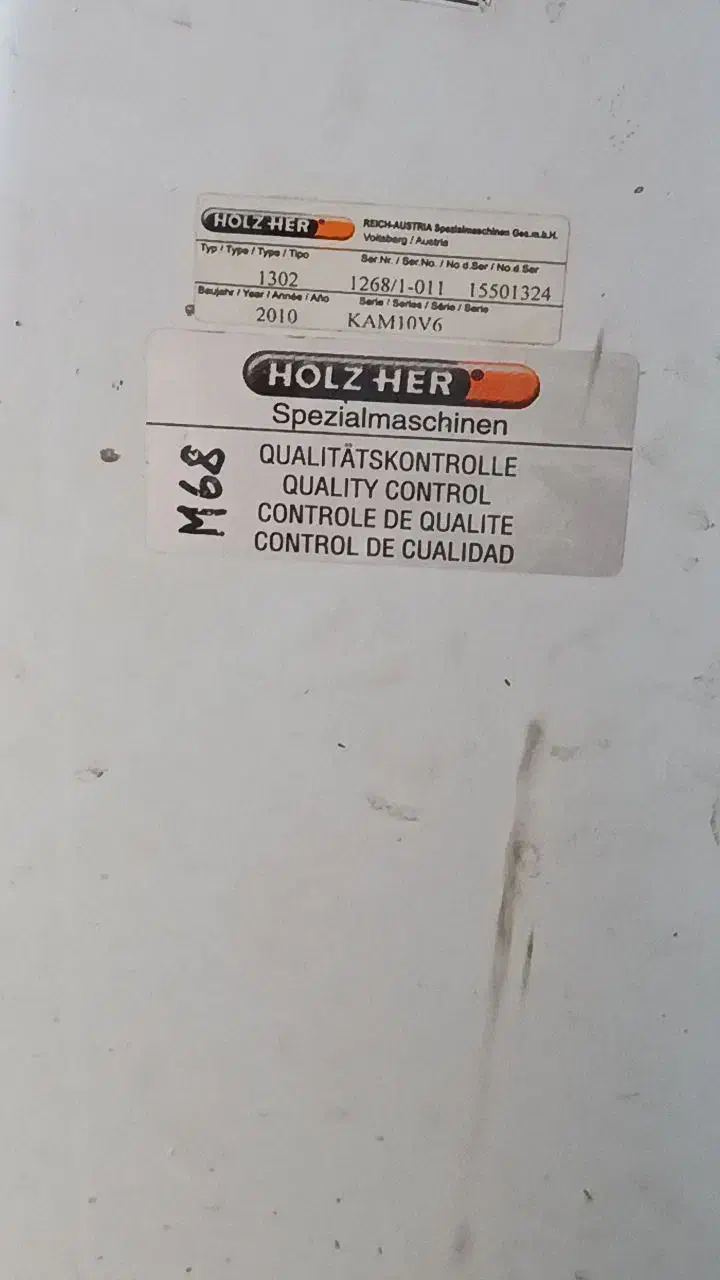 HOLZ-HER
REICH-AUSTRIA Spezialmaschinen Ges.m.b.H.
Voitsberg / Austria
Typ / Type / Type / Tipo
Ser.Nr. / Ser.No. / No d.Ser / No.d.Ser
1302
1268/1-011 15501324
Baujahr / Year / Année / Año
Serie / Series / Série / Serie
2010
KAM10V6
HOLZ-HER
Spezialmaschinen
M68
QUALITÄTSKONTROLLE
QUALITY CONTROL
CONTROLE DE QUALITE
CONTROL DE CUALIDAD